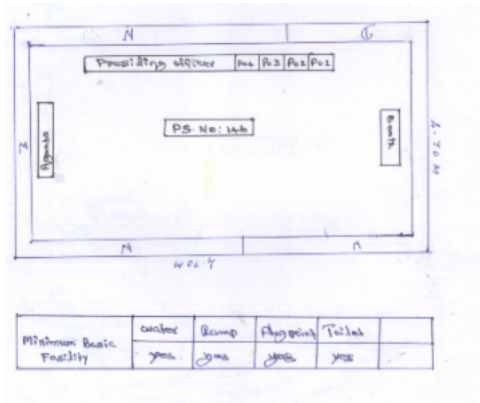 N D
Presiding officer Po4 Po3 Po2 Po1
N
Agents
PS. No: 146
Booth
N N
Minimum Basic Facility
water Ramp Plug point Toilet
yes yes yes yes